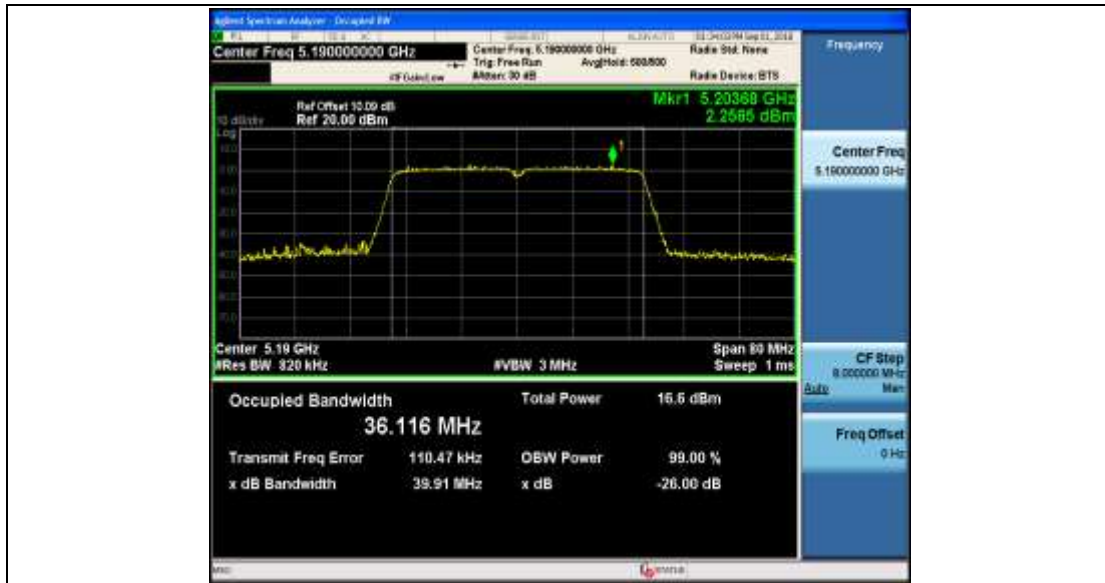 Agilent Spectrum Analyzer - Occupied BW
Center Freq 5.190000000 GHz
Center Freq: 5.190000000 GHz
Radio Std: None
Trig: Free Run
Avg|Hold: 500/500
#IFGain:Low
#Atten: 30 dB
Radio Device: BTS
Frequency
Mkr1 5.20368 GHz
2.2585 dBm
Ref Offset 10.09 dB
10 dB/div
Ref 20.00 dBm
Log
Center Freq
5.190000000 GHz
Center 5.19 GHz
Span 80 MHz
#Res BW 820 kHz
#VBW 3 MHz
Sweep 1 ms
CF Step
8.000000 MHz
Auto
Man
Occupied Bandwidth
Total Power
16.6 dBm
36.116 MHz
Freq Offset
0 Hz
Transmit Freq Error
110.47 kHz
OBW Power
99.00 %
x dB Bandwidth
39.91 MHz
x dB
-26.00 dB
MSG
STATUS